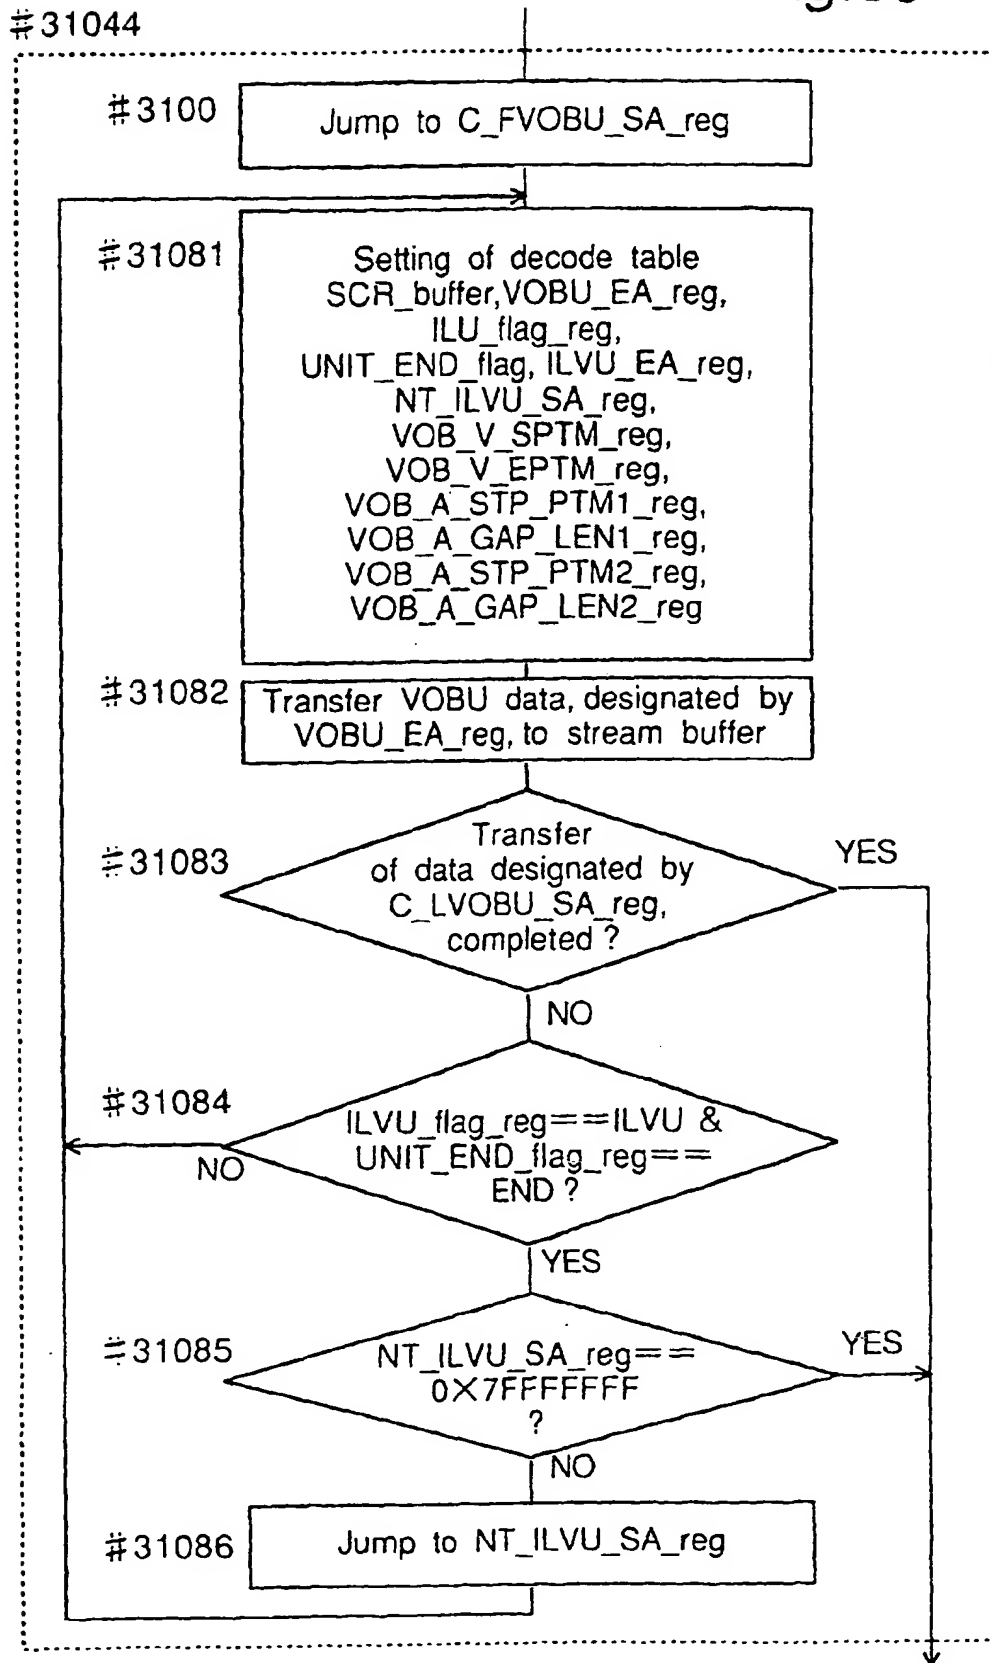 #31044
#3100
Jump to C_FVOBU_SA_reg
#31081
Setting of decode table
SCR_buffer,VOBU_EA_reg,
ILU_flag_reg,
UNIT_END_flag, ILVU_EA_reg,
NT_ILVU_SA_reg,
VOB_V_SPTM_reg,
VOB_V_EPTM_reg,
VOB_A_STP_PTM1_reg,
VOB_A_GAP_LEN1_reg,
VOB_A_STP_PTM2_reg,
VOB_A_GAP_LEN2_reg
#31082
Transfer VOBU data, designated by
VOBU_EA_reg, to stream buffer
#31083
Transfer
of data designated by
C_LVOBU_SA_reg,
completed ?
YES
NO
#31084
ILVU_flag_reg==ILVU &
UNIT_END_flag_reg==
END ?
NO
YES
#31085
NT_ILVU_SA_reg==
0X7FFFFFFF
?
YES
NO
#31086
Jump to NT_ILVU_SA_reg